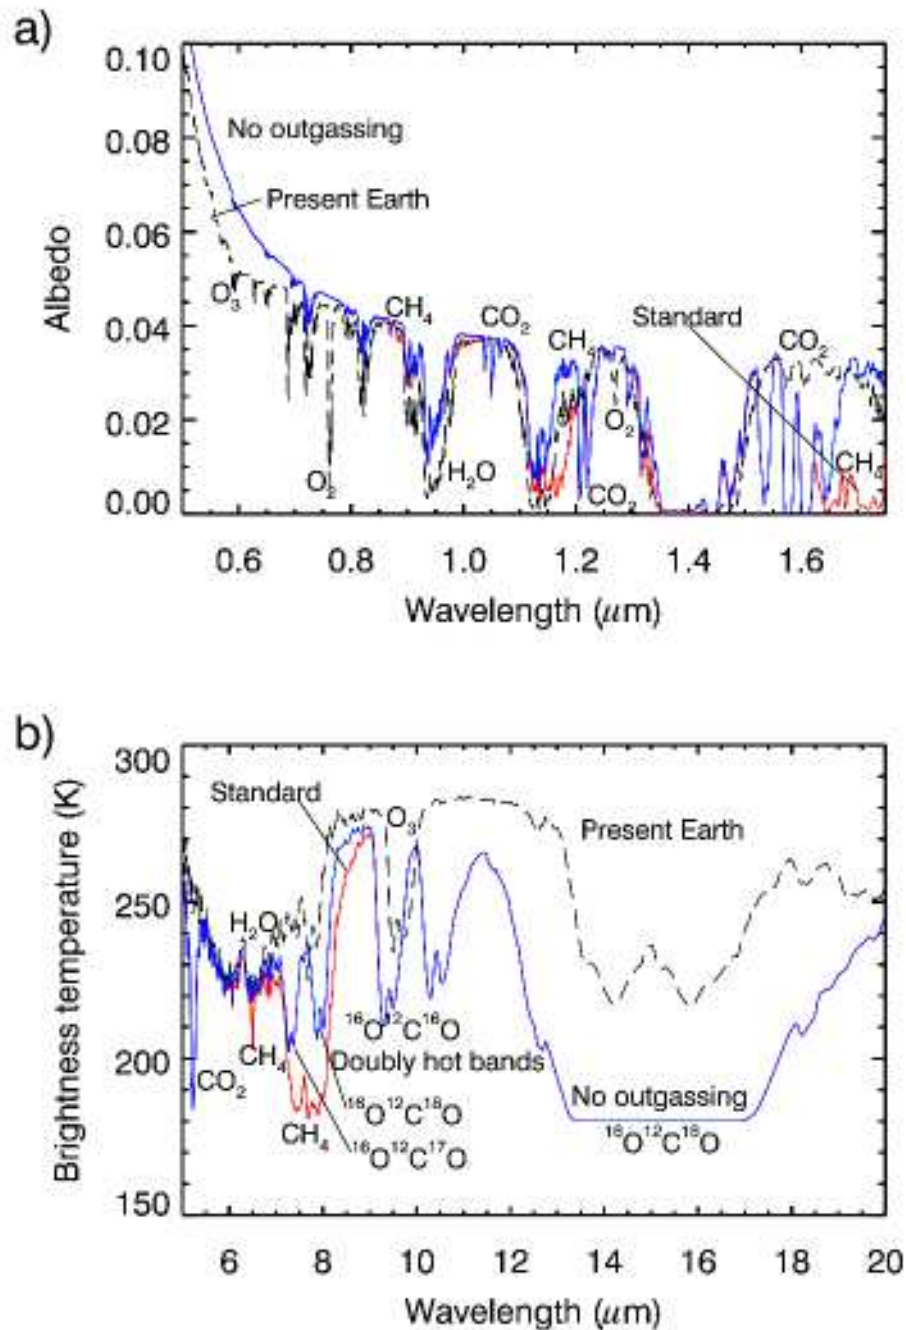 a)
0.10
0.08
0.06
0.04
0.02
0.00
Albedo
No outgassing
Present Earth
O3
O2
CH4
H2O
CO2
CH4
O2
CO2
Standard
CO2
CH4
0.6 0.8 1.0 1.2 1.4 1.6
Wavelength (μm)
b)
300
250
200
150
Brightness temperature (K)
Standard
O3
Present Earth
H2O
CH4
CO2
CH4
16O12C16O
Doubly hot bands
16O12C18O
16O12C17O
No outgassing
16O12C16O
6 8 10 12 14 16 18 20
Wavelength (μm)